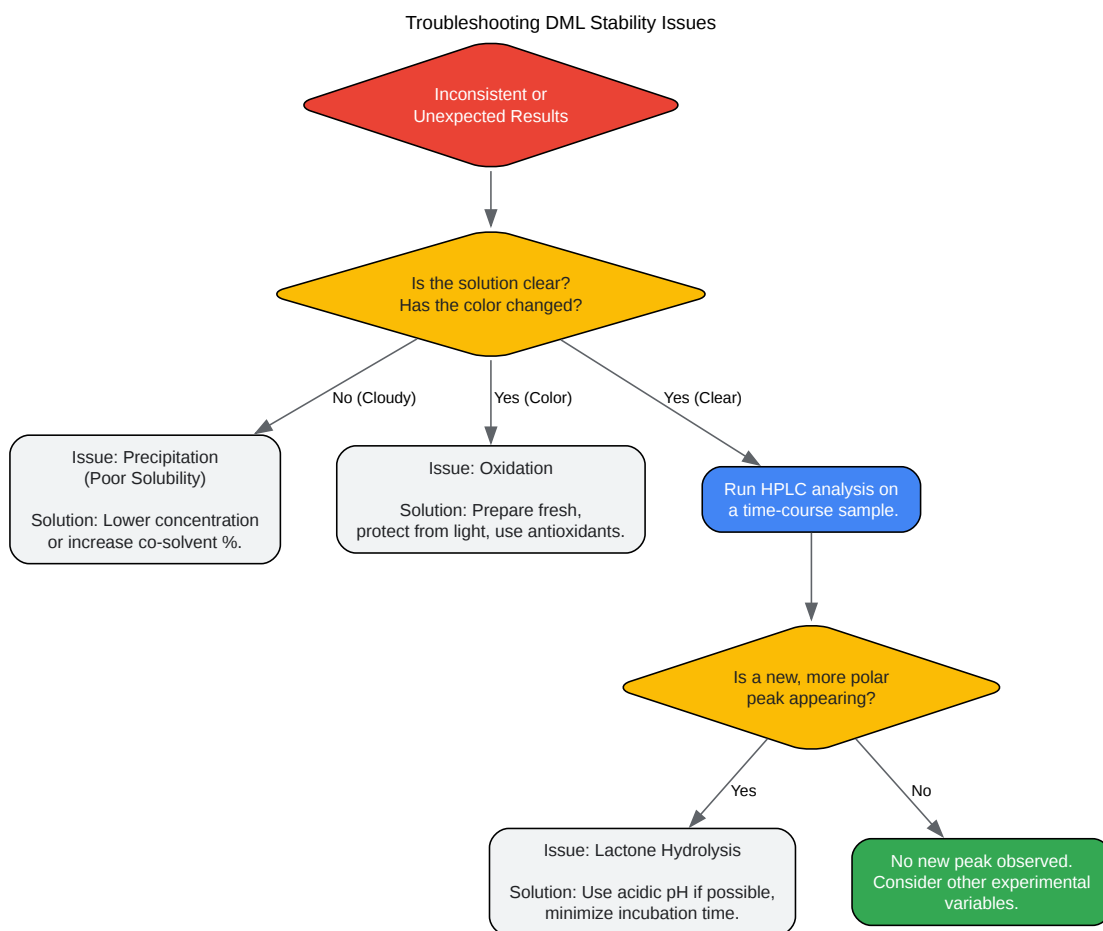 Troubleshooting DML Stability Issues
Inconsistent or
Unexpected Results
Is the solution clear?
Has the color changed?
No (Cloudy)
Yes (Color)
Yes (Clear)
Issue: Precipitation
(Poor Solubility)
Solution: Lower concentration
or increase co-solvent %.
Issue: Oxidation
Solution: Prepare fresh,
protect from light, use antioxidants.
Run HPLC analysis on
a time-course sample.
Is a new, more polar
peak appearing?
Yes
No
Issue: Lactone Hydrolysis
Solution: Use acidic pH if possible,
minimize incubation time.
No new peak observed.
Consider other experimental
variables.